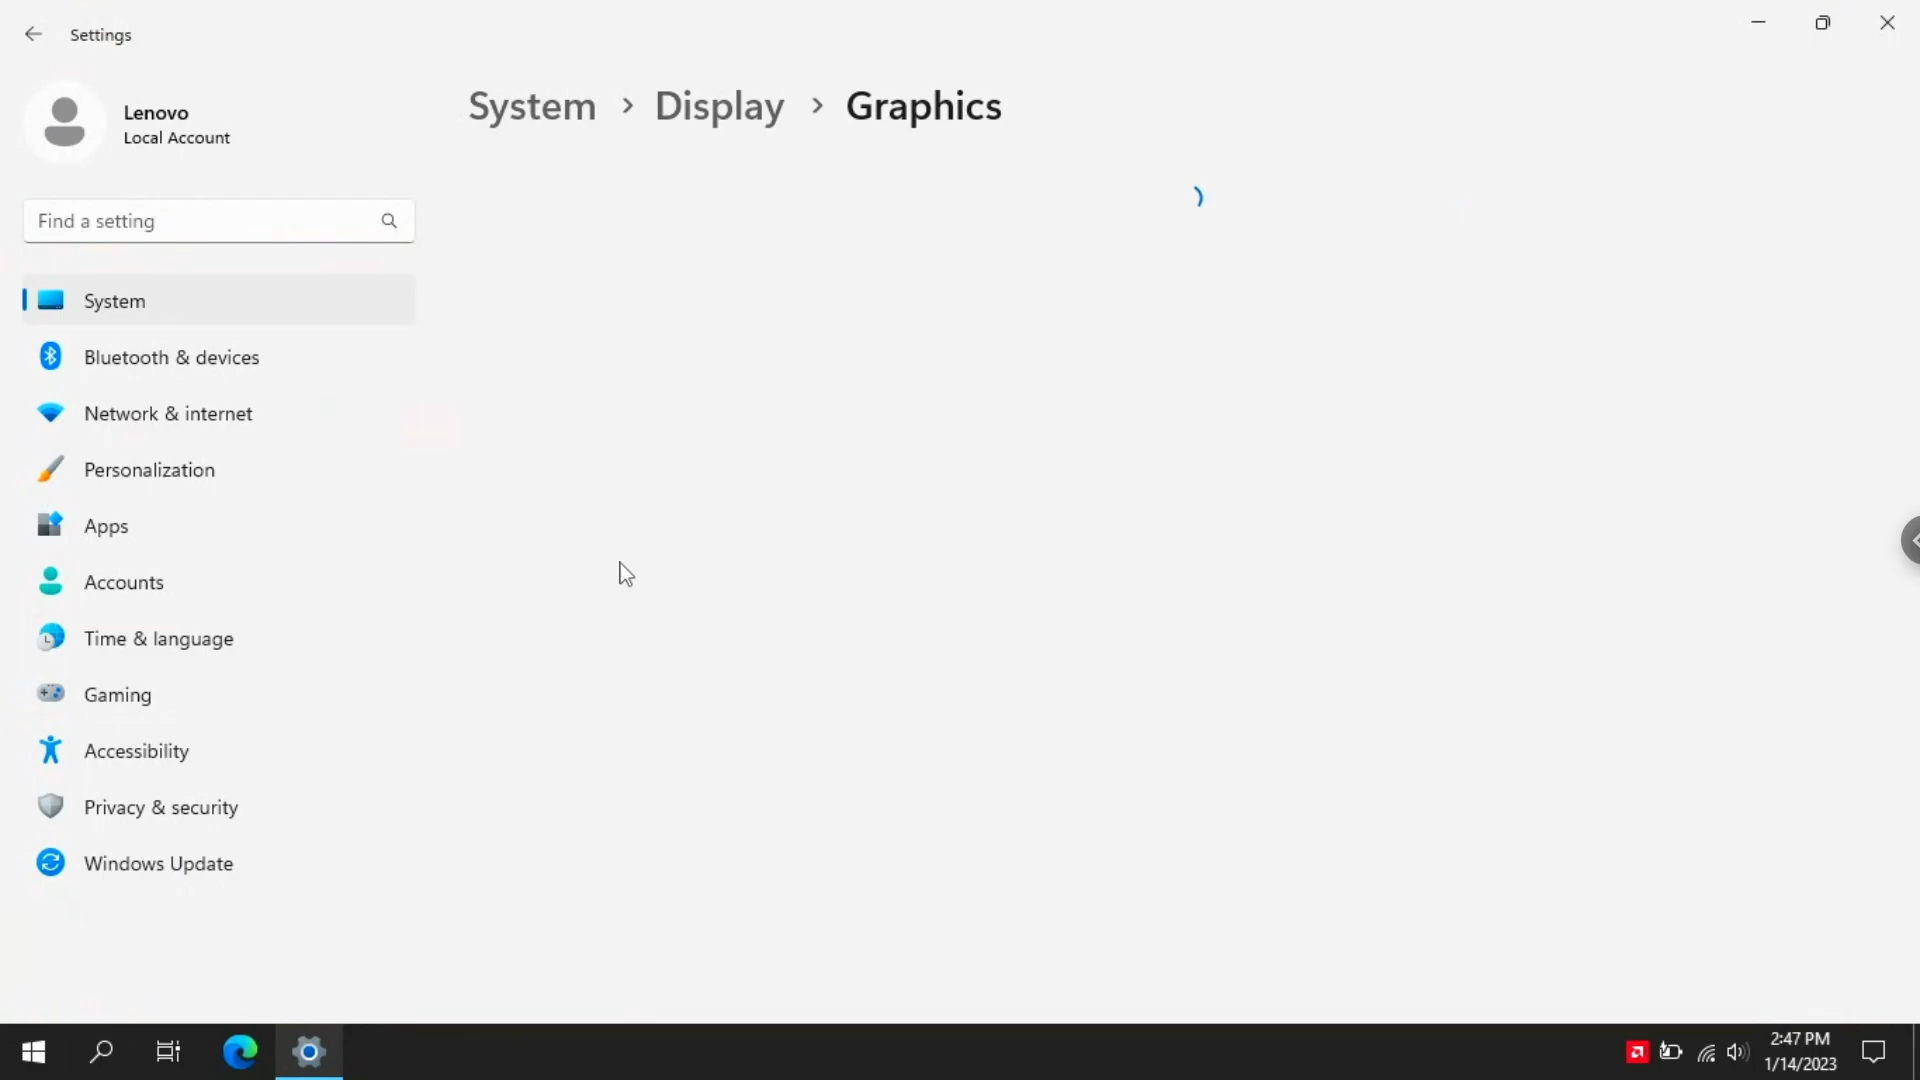 Settings
Lenovo
Local Account
Find a setting
System
Bluetooth & devices
Network & internet
Personalization
Apps
Accounts
Time & language
Gaming
Accessibility
Privacy & security
Windows Update
System > Display > Graphics
2:47 PM
1/14/2023